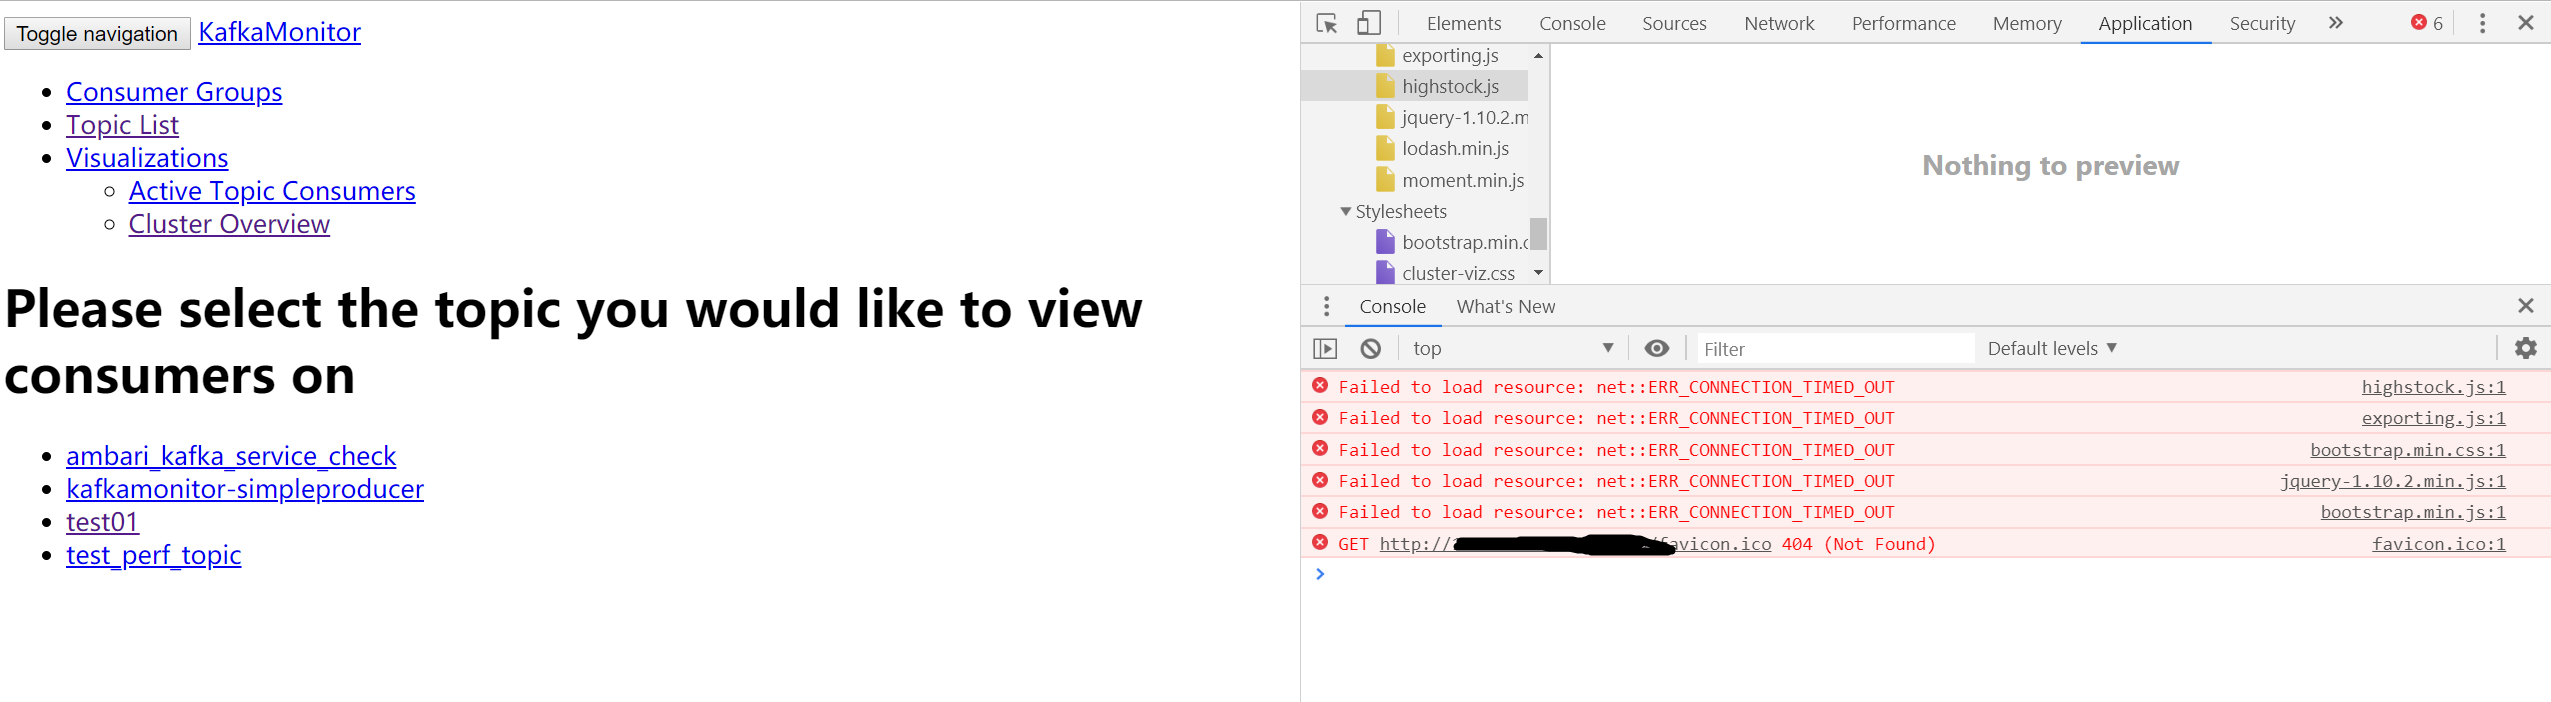 Toggle navigation KafkaMonitor
Consumer Groups
Topic List
Visualizations
Active Topic Consumers
Cluster Overview
Please select the topic you would like to view
consumers on
ambari_kafka_service_check
kafkamonitor-simpleproducer
test01
test_perf_topic
Elements Console Sources Network Performance Memory Application Security » 6
exporting.js
highstock.js
jquery-1.10.2.m
lodash.min.js
moment.min.js
Stylesheets
bootstrap.min.c
cluster-viz.css
Nothing to preview
Console What's New
top Filter Default levels
Failed to load resource: net::ERR_CONNECTION_TIMED_OUT highstock.js:1
Failed to load resource: net::ERR_CONNECTION_TIMED_OUT exporting.js:1
Failed to load resource: net::ERR_CONNECTION_TIMED_OUT bootstrap.min.css:1
Failed to load resource: net::ERR_CONNECTION_TIMED_OUT jquery-1.10.2.min.js:1
Failed to load resource: net::ERR_CONNECTION_TIMED_OUT bootstrap.min.js:1
GET http:// /favicon.ico 404 (Not Found) favicon.ico:1